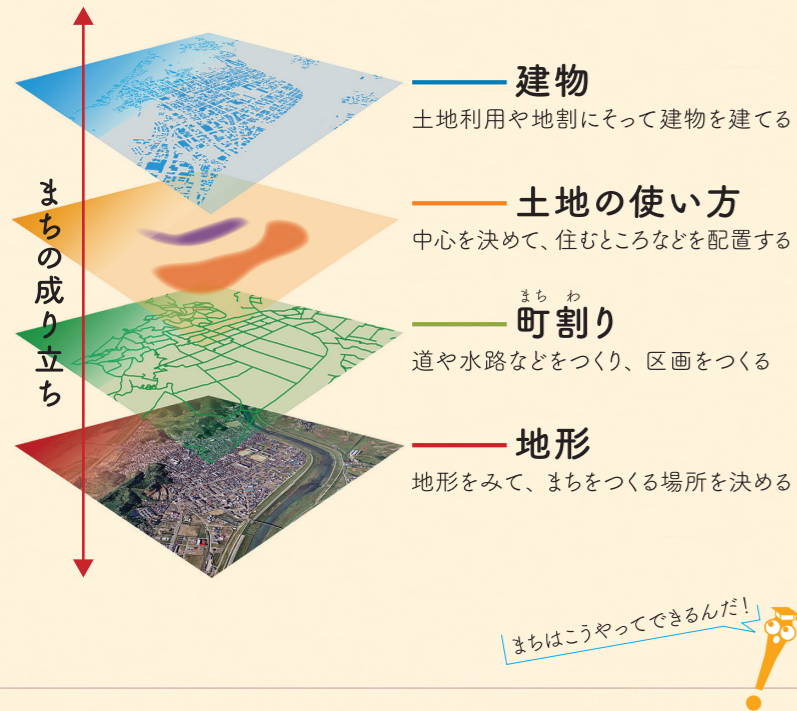 まちの成り立ち
建物
土地利用や地割にそって建物を建てる
土地の使い方
中心を決めて、住むところなどを配置する
まち わ
町割り
道や水路などをつくり、区画をつくる
地形
地形をみて、まちをつくる場所を決める
まちはこうやってできるんだ!